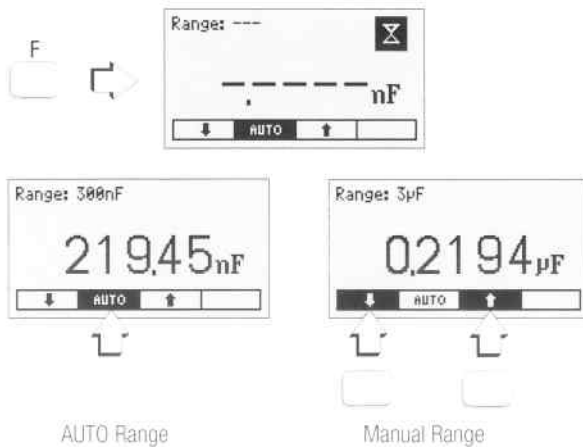 Range: ---
F
-.----- nF
AUTO
Range: 300nF
219.45nF
AUTO
Range: 3µF
0.2194µF
AUTO
AUTO Range
Manual Range